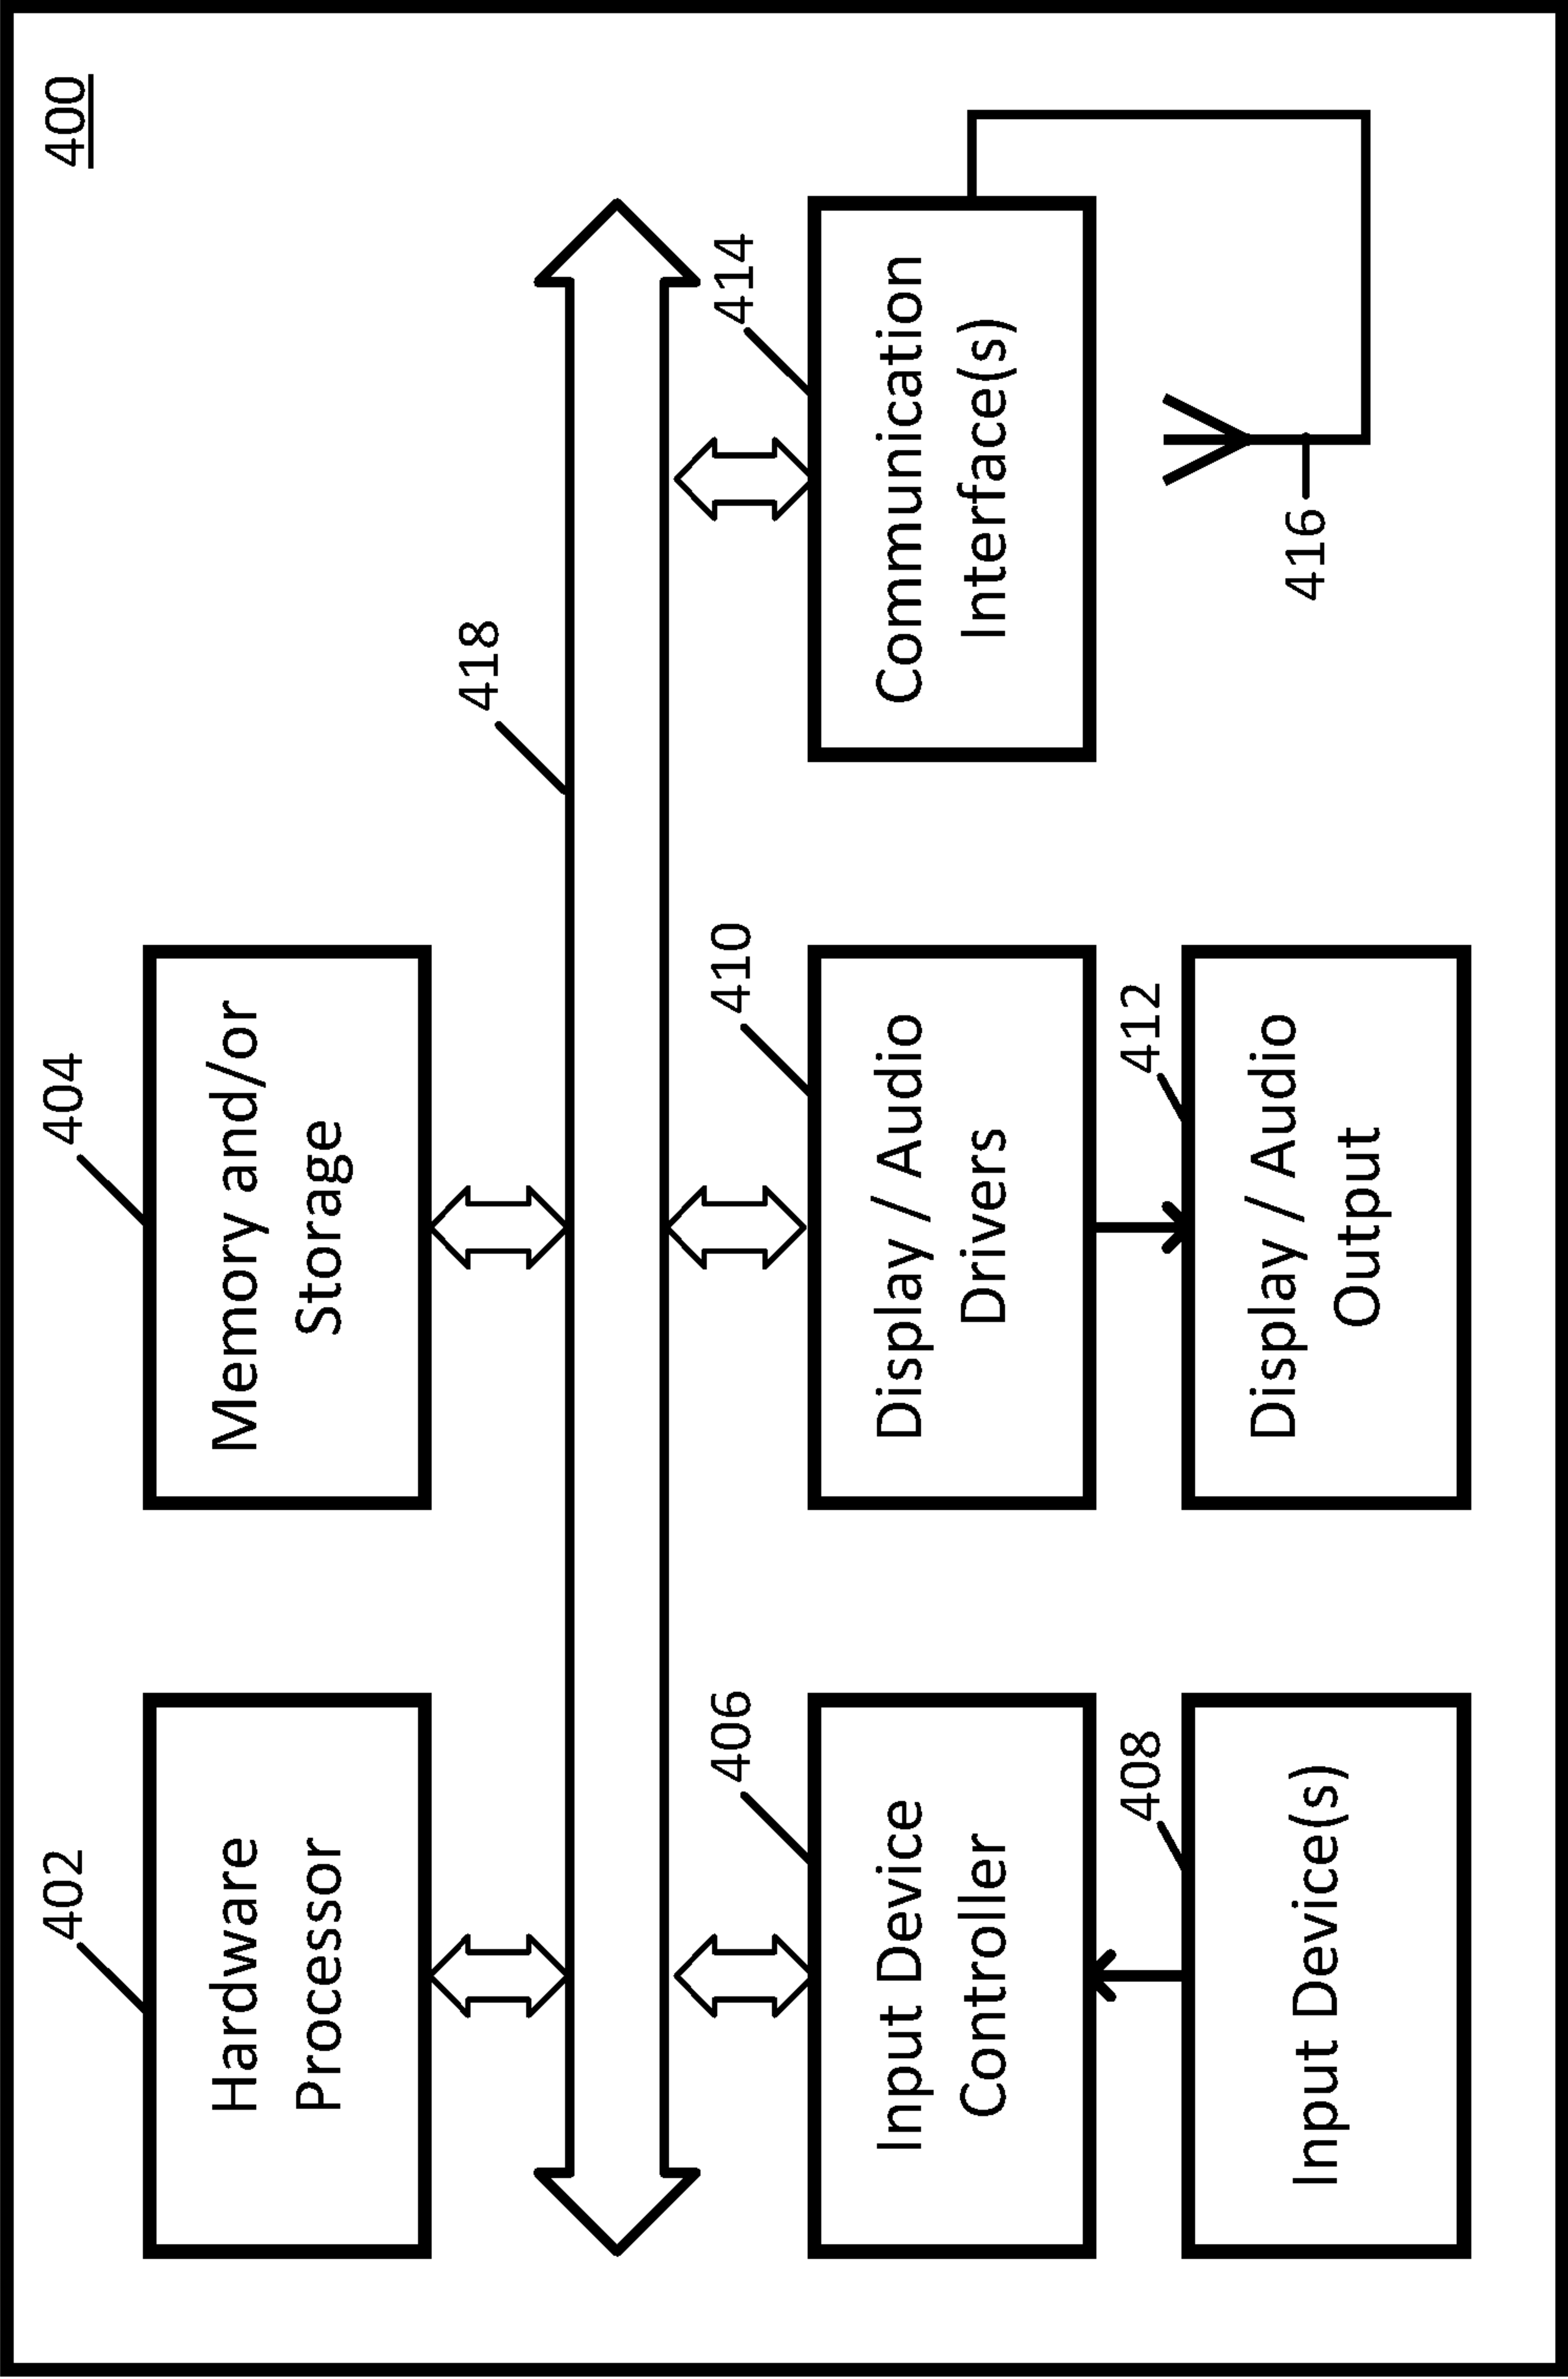 400
402
Hardware
Processor
404
Memory and/or
Storage
418
406
Input Device
Controller
410
Display / Audio
Drivers
414
Communication
Interface(s)
408
Input Device(s)
412
Display / Audio
Output
416